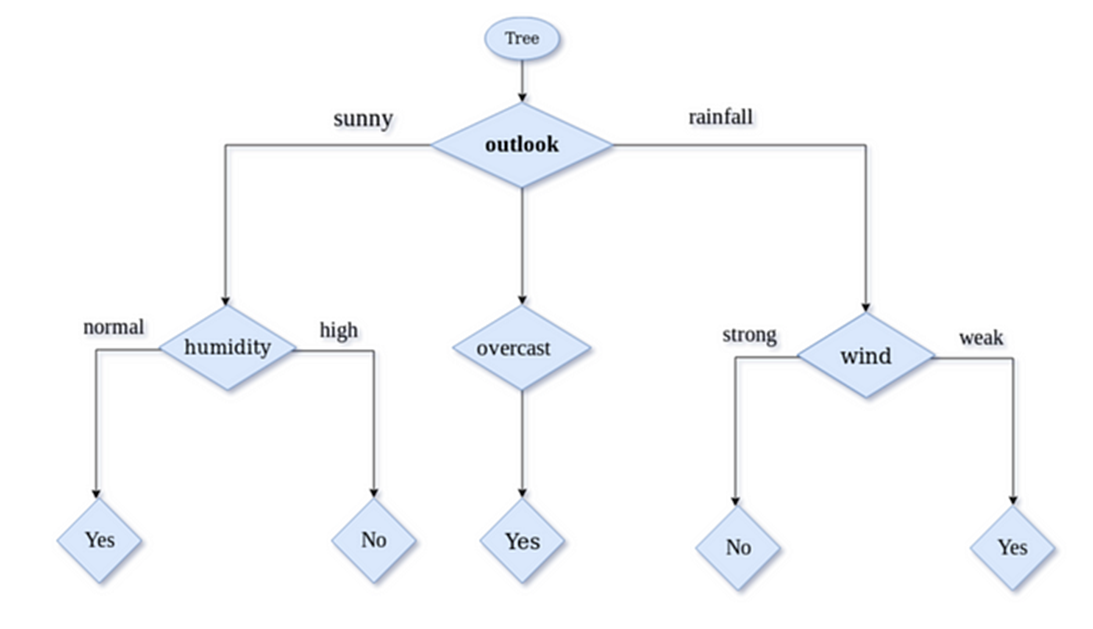 Tree
sunny
rainfall
outlook
normal
high
strong
weak
humidity
overcast
wind
Yes
No
Yes
No
Yes